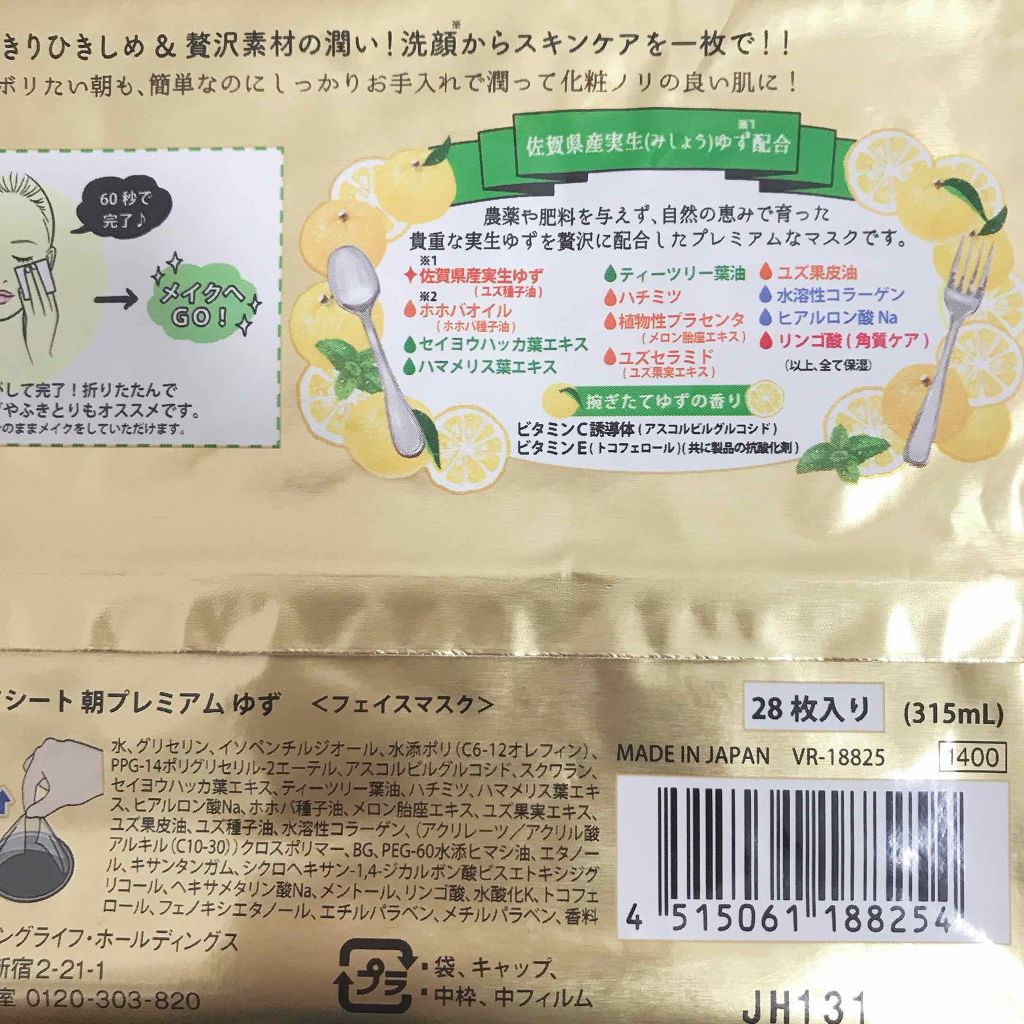 きりひきしめ & 贅沢素材の潤い!洗顔※からスキンケアを一枚で!!
ボリたい朝も、簡単なのにしっかりお手入れで潤って化粧ノリの良い肌に!
60秒で
完了♪
メイクへ
GO!
がして完了!折りたたんで
やふきとりもオススメです。
のままメイクをしていただけます。
佐賀県産実生(みしょう)ゆず※1配合
農薬や肥料を与えず、自然の恵みで育った
貴重な実生ゆずを贅沢に配合したプレミアムなマスクです。
※1
佐賀県産実生ゆず
(ユズ種子油)
※2
ホホバオイル
(ホホバ種子油)
セイヨウハッカ葉エキス
ハマメリス葉エキス
ティーツリー葉油
ハチミツ
植物性プラセンタ
(メロン胎座エキス)
ユズセラミド
(ユズ果実エキス)
ユズ果皮油
水溶性コラーゲン
ヒアルロン酸Na
リンゴ酸(角質ケア)
(以上、全て保湿)
捥ぎたてゆずの香り
ビタミンC誘導体(アスコルビルグルコシド)
ビタミンE(トコフェロール)(共に製品の抗酸化剤)
シート 朝プレミアム ゆず <フェイスマスク>
水、グリセリン、イソペンチルジオール、水添ポリ(C6-12オレフィン)、
PPG-14ポリグリセリル-2エーテル、アスコルビルグルコシド、スクワラン、
セイヨウハッカ葉エキス、ティーツリー葉油、ハチミツ、ハマメリス葉エキ
ス、ヒアルロン酸Na、ホホバ種子油、メロン胎座エキス、ユズ果実エキス、
ユズ果皮油、ユズ種子油、水溶性コラーゲン、(アクリレーツ/アクリル酸
アルキル(C10-30))クロスポリマー、BG、PEG-60水添ヒマシ油、エタノー
ル、キサンタンガム、シクロヘキサン-1,4-ジカルボン酸ビスエトキシジグ
リコール、ヘキサメタリン酸Na、メントール、リンゴ酸、水酸化K、トコフェ
ロール、フェノキシエタノール、エチルパラベン、メチルパラベン、香料
28枚入り (315mL)
MADE IN JAPAN VR-18825 1400
4 515061 188254
ングライフ・ホールディングス
新宿2-21-1
室 0120-303-820
プラ
・袋、キャップ、
・中枠、中フィルム
JH131